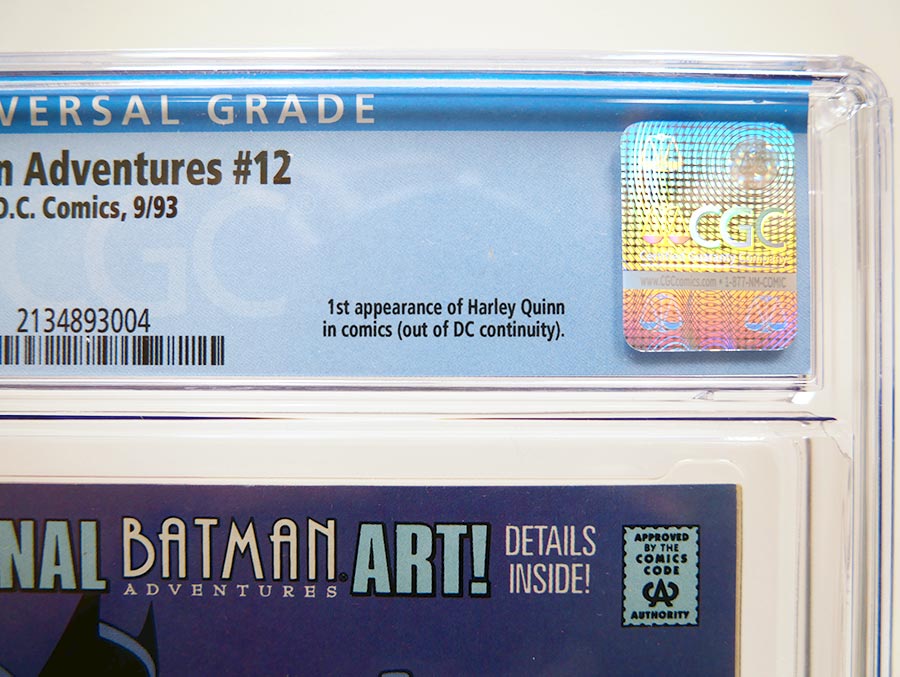 VERSAL GRADE
n Adventures #12
D.C. Comics, 9/93
CGC
2134893004
1st appearance of Harley Quinn
in comics (out of DC continuity).
CGC
www.CGCcomics.com • 1-877-NM-COMIC
NAL BATMAN ART!
ADVENTURES
DETAILS
INSIDE!
APPROVED
BY THE
COMICS
CODE
CA
AUTHORITY